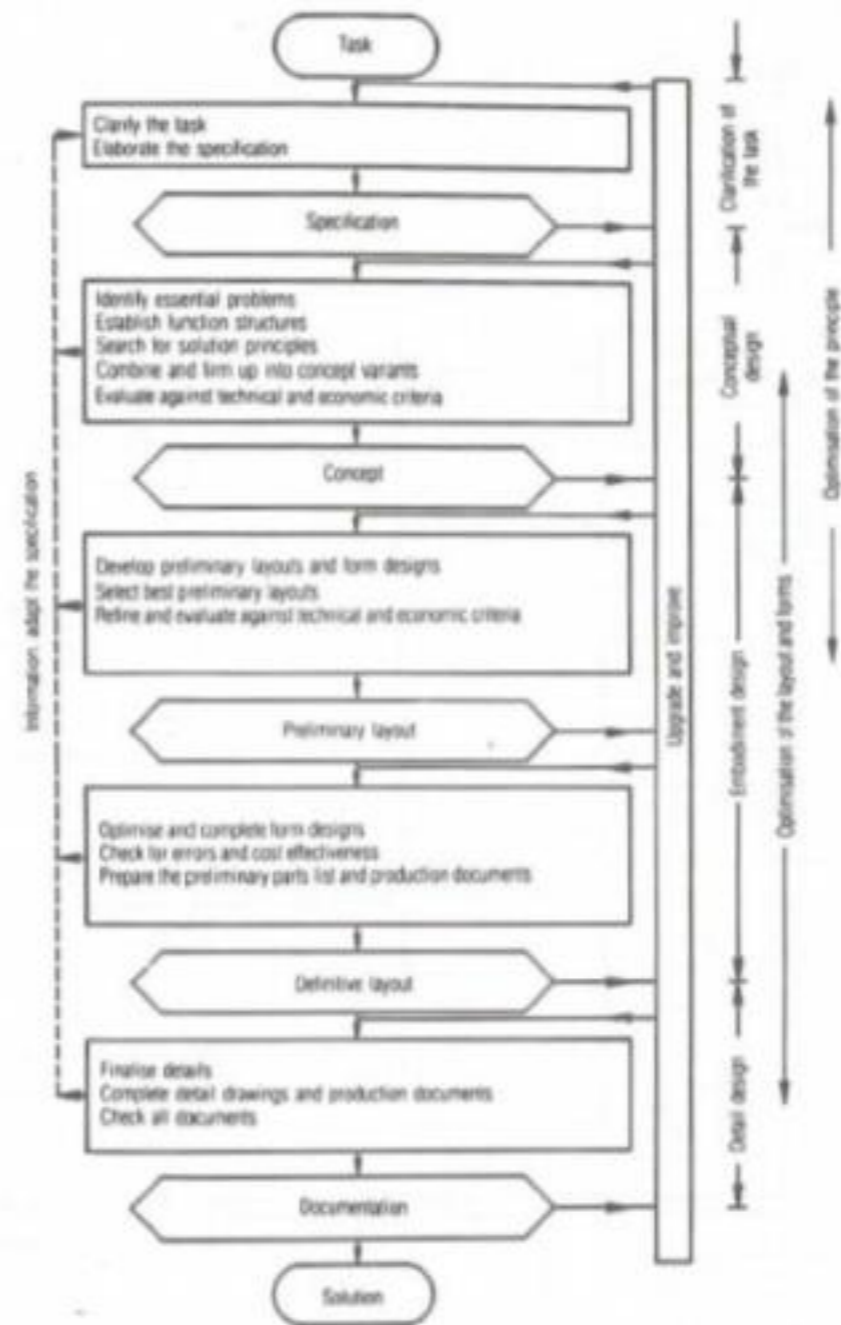 Task
Clarify the task
Elaborate the specification
Specification
Identify essential problems
Establish function structures
Search for solution principles
Combine and firm up into concept variants
Evaluate against technical and economic criteria
Concept
Develop preliminary layouts and form designs
Select best preliminary layouts
Refine and evaluate against technical and economic criteria
Preliminary layout
Optimise and complete form designs
Check for errors and cost effectiveness
Prepare the preliminary parts list and production documents
Definitive layout
Finalise details
Complete detail drawings and production documents
Check all documents
Documentation
Solution
Information: adapt the specification
Upgrade and improve
Clarification of
the task
Conceptual
design
Embodiment design
Detail design
Optimisation of the layout and forms
Optimisation of the principle